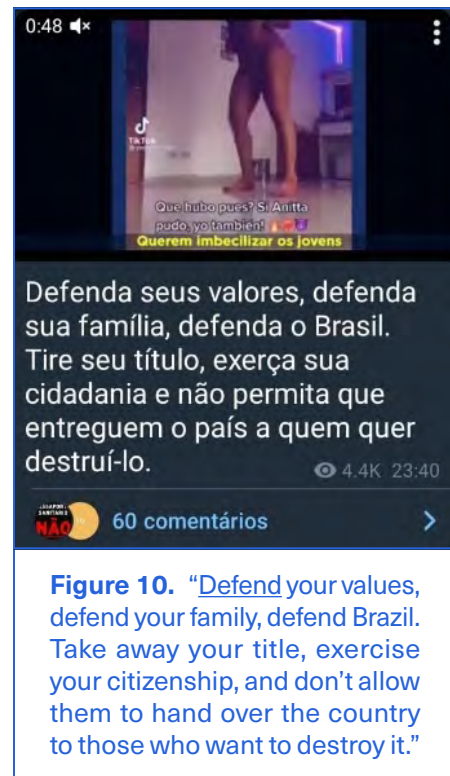 0:48
TikTok
Que hubo pues? Si Anitta
pudo, yo también! 🔥❤️😈
Querem imbecilizar os jovens
Defenda seus valores, defenda
sua família, defenda o Brasil.
Tire seu título, exerça sua
cidadania e não permita que
entreguem o país a quem quer
destruí-lo.
4.4K 23:40
SANITÁRIO
NÃO
60 comentários
Figure 10. “Defend your values,
defend your family, defend Brazil.
Take away your title, exercise
your citizenship, and don’t allow
them to hand over the country
to those who want to destroy it.”